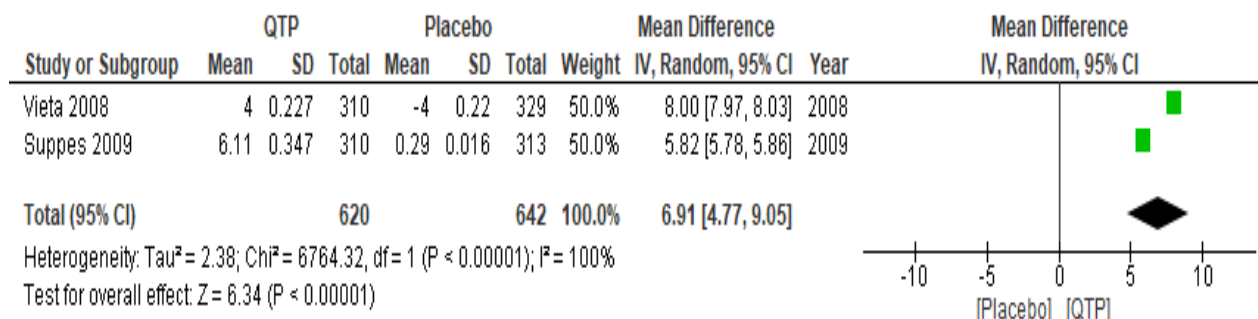 QTP Placebo Mean Difference Mean Difference
Study or Subgroup Mean SD Total Mean SD Total Weight IV, Random, 95% CI Year IV, Random, 95% CI
Vieta 2008 4 0.227 310 -4 0.22 329 50.0% 8.00 [7.97, 8.03] 2008
Suppes 2009 6.11 0.347 310 0.29 0.016 313 50.0% 5.82 [5.78, 5.86] 2009
Total (95% CI) 620 642 100.0% 6.91 [4.77, 9.05]
Heterogeneity: Tau² = 2.38; Chi² = 6764.32, df = 1 (P < 0.00001); I² = 100%
Test for overall effect: Z = 6.34 (P < 0.00001)
-10 -5 0 5 10
[Placebo] [QTP]